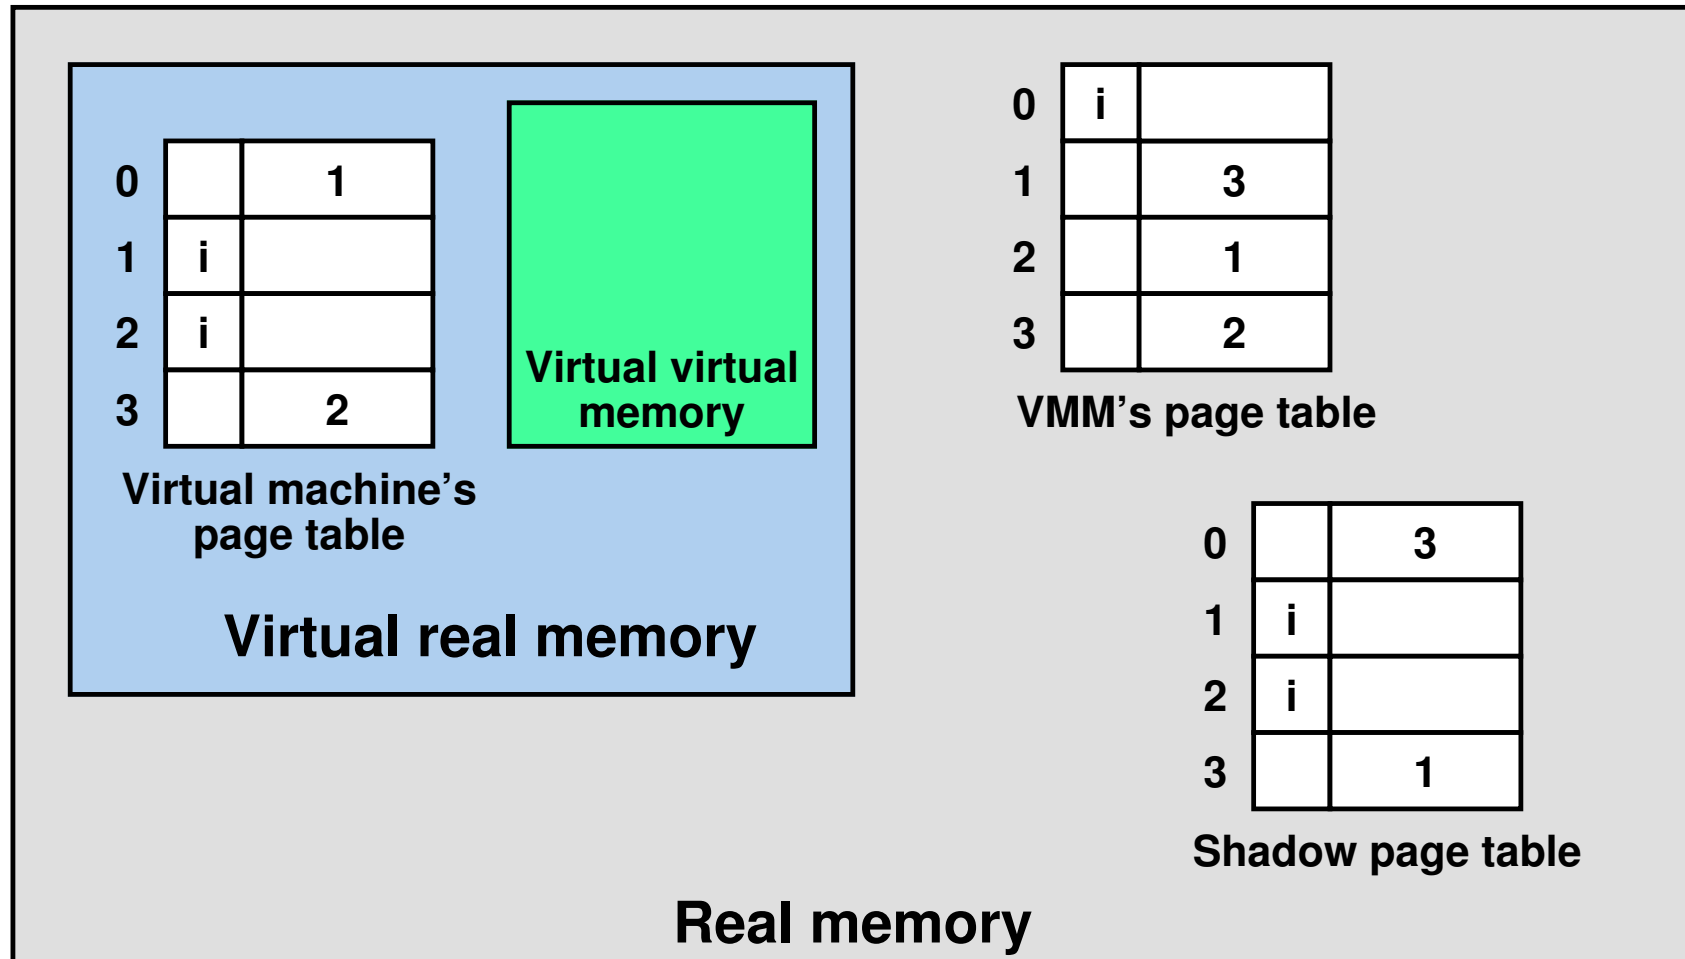 0 1
1 i
2 i
3 2
Virtual machine's
page table
Virtual virtual
memory
Virtual real memory
0 i
1 3
2 1
3 2
VMM's page table
0 3
1 i
2 i
3 1
Shadow page table
Real memory